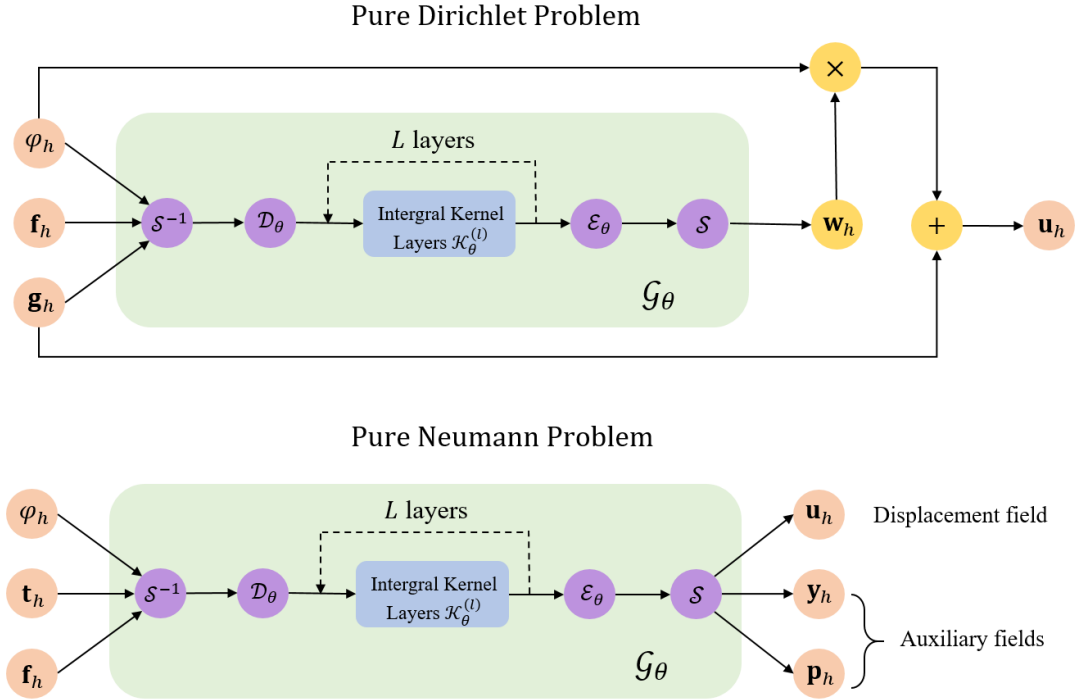 Pure Dirichlet Problem
×
φ_h
L layers
f_h
𝒮⁻¹
𝒟_θ
Intergral Kernel
Layers 𝒦_θ^(l)
ℰ_θ
𝒮
w_h
+
u_h
g_h
𝒢_θ
Pure Neumann Problem
φ_h
L layers
u_h
Displacement field
t_h
𝒮⁻¹
𝒟_θ
Intergral Kernel
Layers 𝒦_θ^(l)
ℰ_θ
𝒮
y_h
Auxiliary fields
f_h
𝒢_θ
p_h